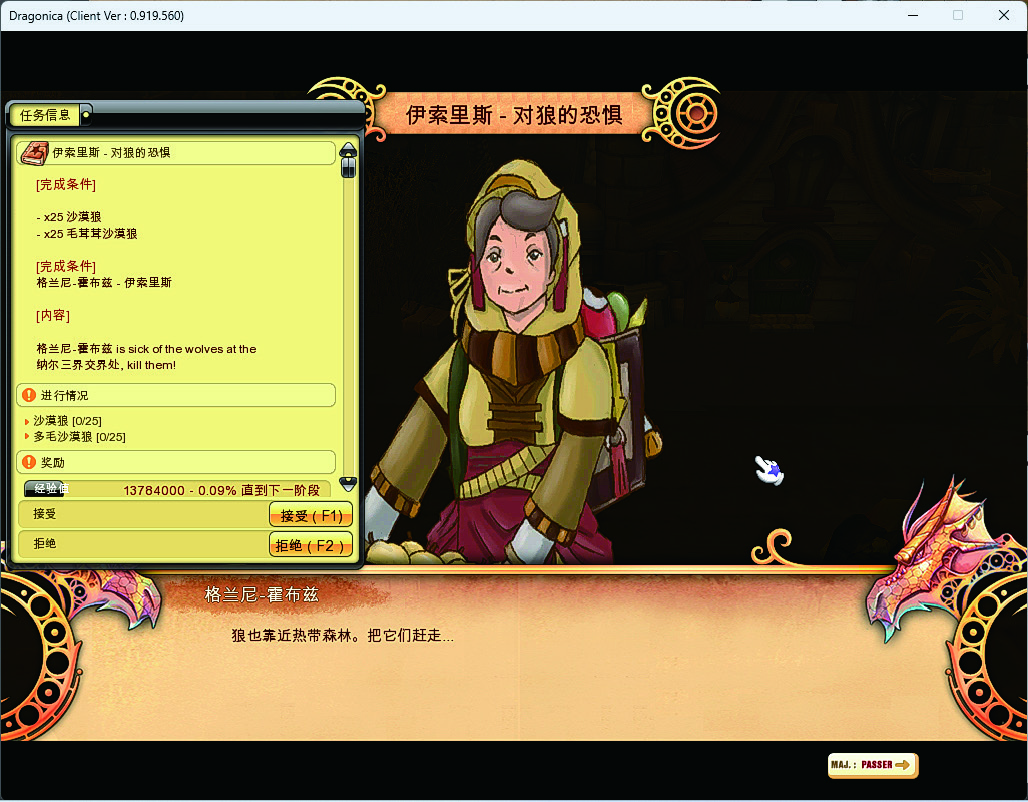 Dragonica (Client Ver : 0.919.560)
伊索里斯 - 对狼的恐惧
任务信息
伊索里斯 - 对狼的恐惧
[完成条件]
- x25 沙漠狼
- x25 毛茸茸沙漠狼
[完成条件]
格兰尼-霍布兹 - 伊索里斯
[内容]
格兰尼-霍布兹 is sick of the wolves at the
纳尔三界交界处, kill them!
进行情况
沙漠狼 [0/25]
多毛沙漠狼 [0/25]
奖励
经验值 13784000 - 0.09% 直到下一阶段
接受 接受 ( F1)
拒绝 拒绝 ( F2 )
格兰尼-霍布兹
狼也靠近热带森林。把它们赶走...
MAJ. : PASSER